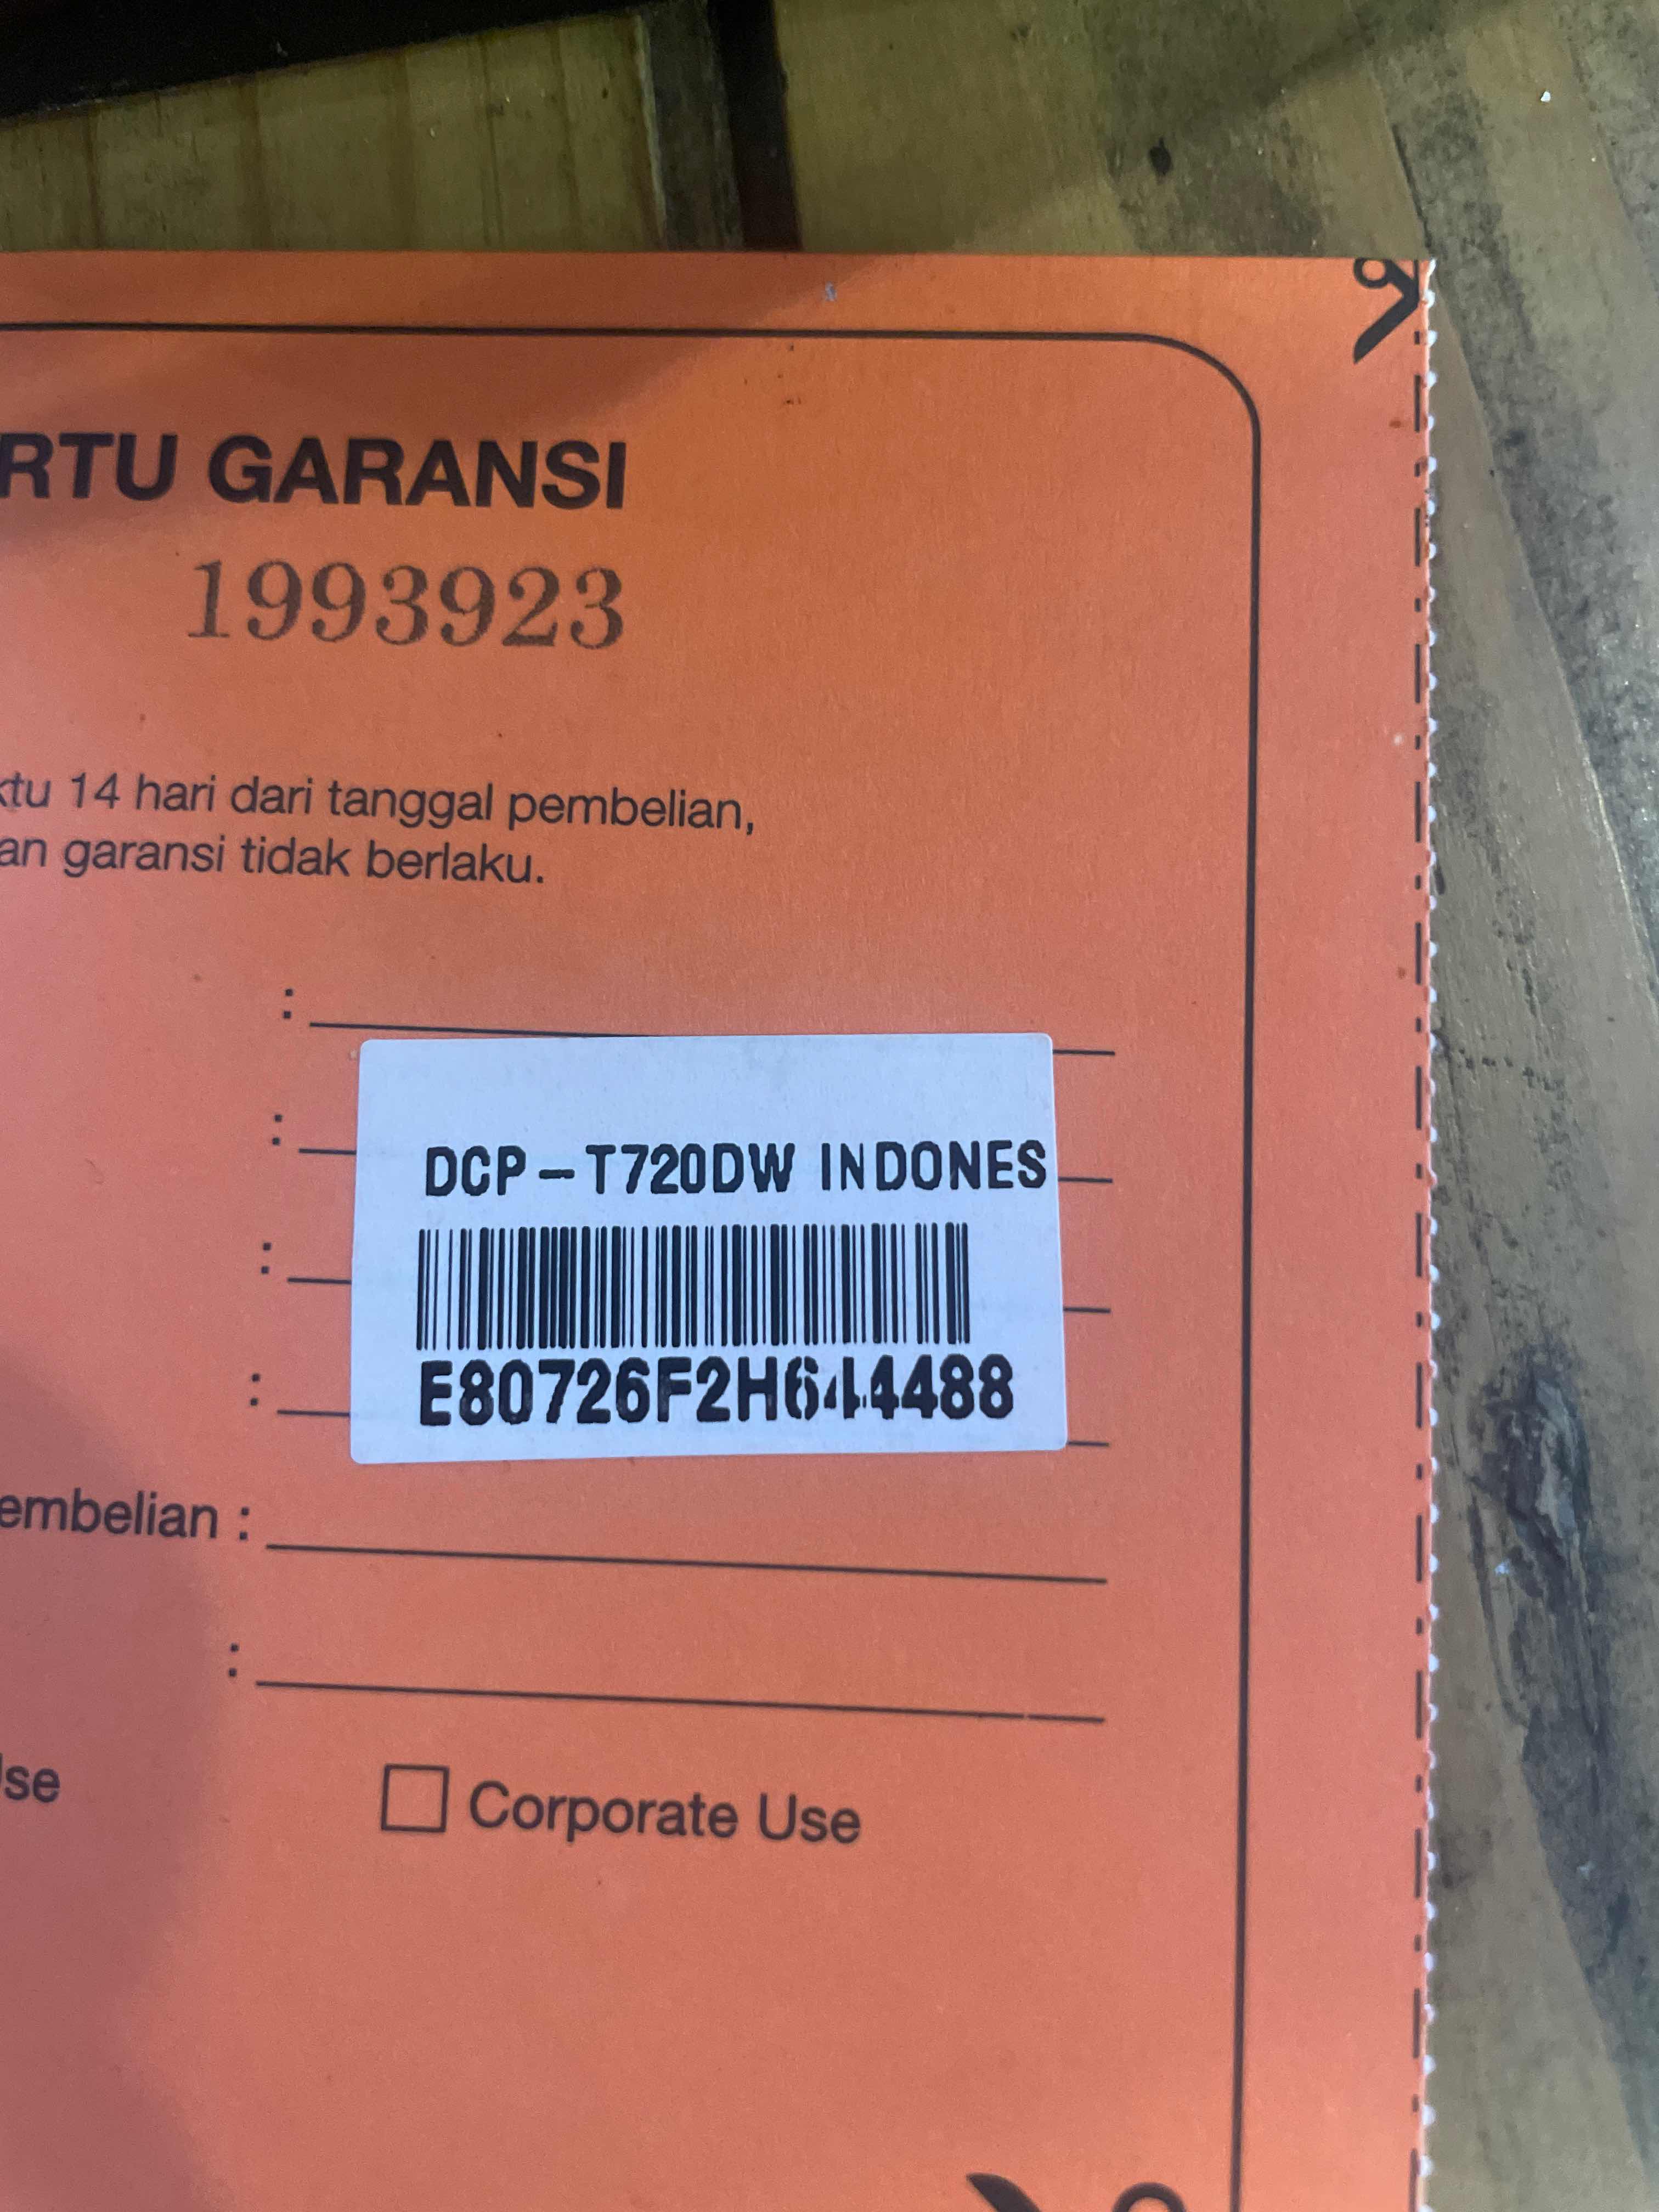 RTU GARANSI
1993923
ktu 14 hari dari tanggal pembelian,
an garansi tidak berlaku.
:
:
DCP-T720DW INDONES
:
E80726F2H644488
:
embelian :
:
Use
Corporate Use